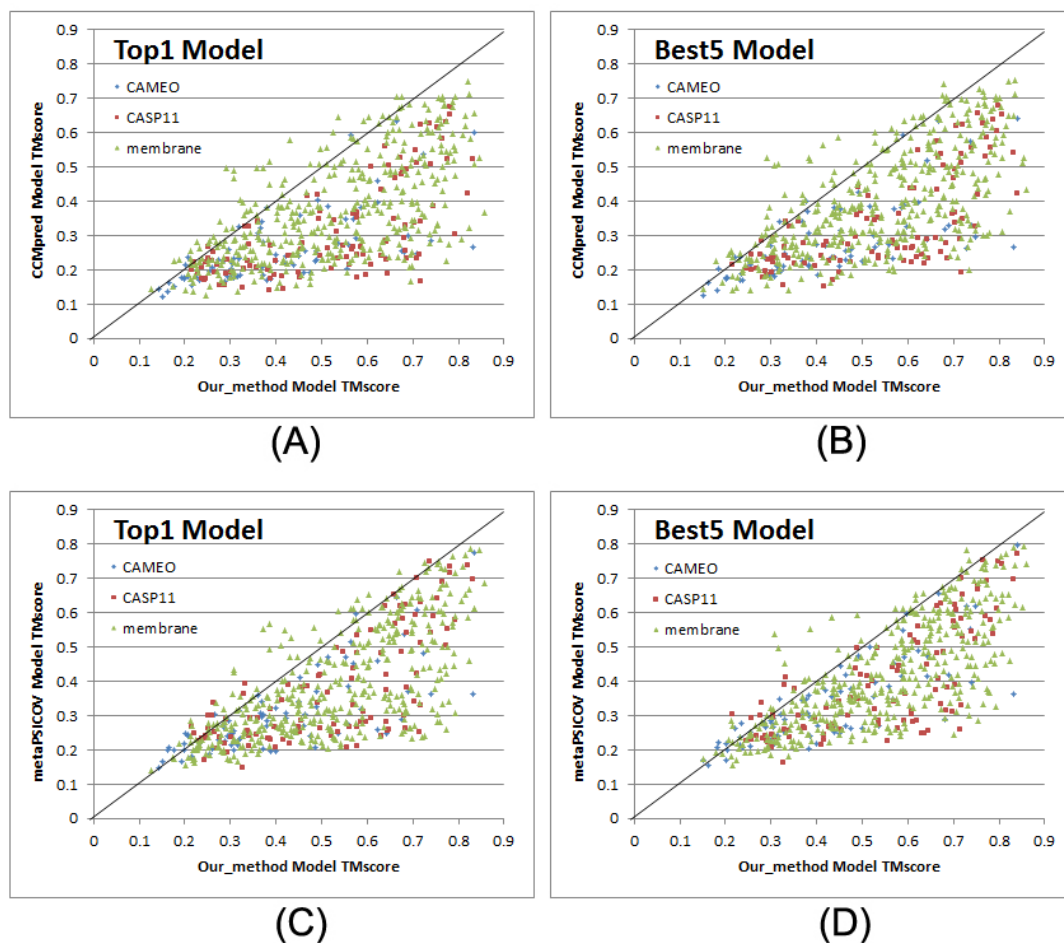 Top1 Model
CAMEO
CASP11
membrane
CCMpred Model TMscore
0.9
0.8
0.7
0.6
0.5
0.4
0.3
0.2
0.1
0
0 0.1 0.2 0.3 0.4 0.5 0.6 0.7 0.8 0.9
Our_method Model TMscore
(A)
Best5 Model
CAMEO
CASP11
membrane
CCMpred Model TMscore
0.9
0.8
0.7
0.6
0.5
0.4
0.3
0.2
0.1
0
0 0.1 0.2 0.3 0.4 0.5 0.6 0.7 0.8 0.9
Our_method Model TMscore
(B)
Top1 Model
CAMEO
CASP11
membrane
metaPSICOV Model TMscore
0.9
0.8
0.7
0.6
0.5
0.4
0.3
0.2
0.1
0
0 0.1 0.2 0.3 0.4 0.5 0.6 0.7 0.8 0.9
Our_method Model TMscore
(C)
Best5 Model
CAMEO
CASP11
membrane
metaPSICOV Model TMscore
0.9
0.8
0.7
0.6
0.5
0.4
0.3
0.2
0.1
0
0 0.1 0.2 0.3 0.4 0.5 0.6 0.7 0.8 0.9
Our_method Model TMscore
(D)